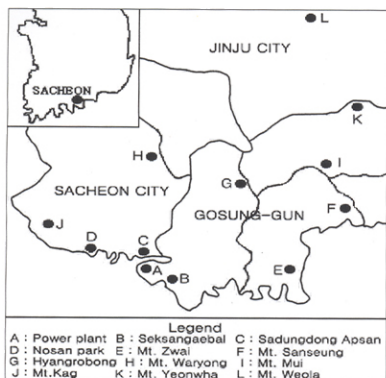 L
JINJU CITY
SACHEON
K
H
I
G
SACHEON CITY
GOSUNG-GUN
F
J
D
C
A
B
E
Legend
A : Power plant B : Seksangaebal C : Sadungdong Apsan
D : Nosan park E : Mt. Zwai F : Mt. Sanseung
G : Hyangrobong H : Mt. Waryong I : Mt. Mui
J : Mt.Kag K : Mt. Yeonwha L : Mt. Weola